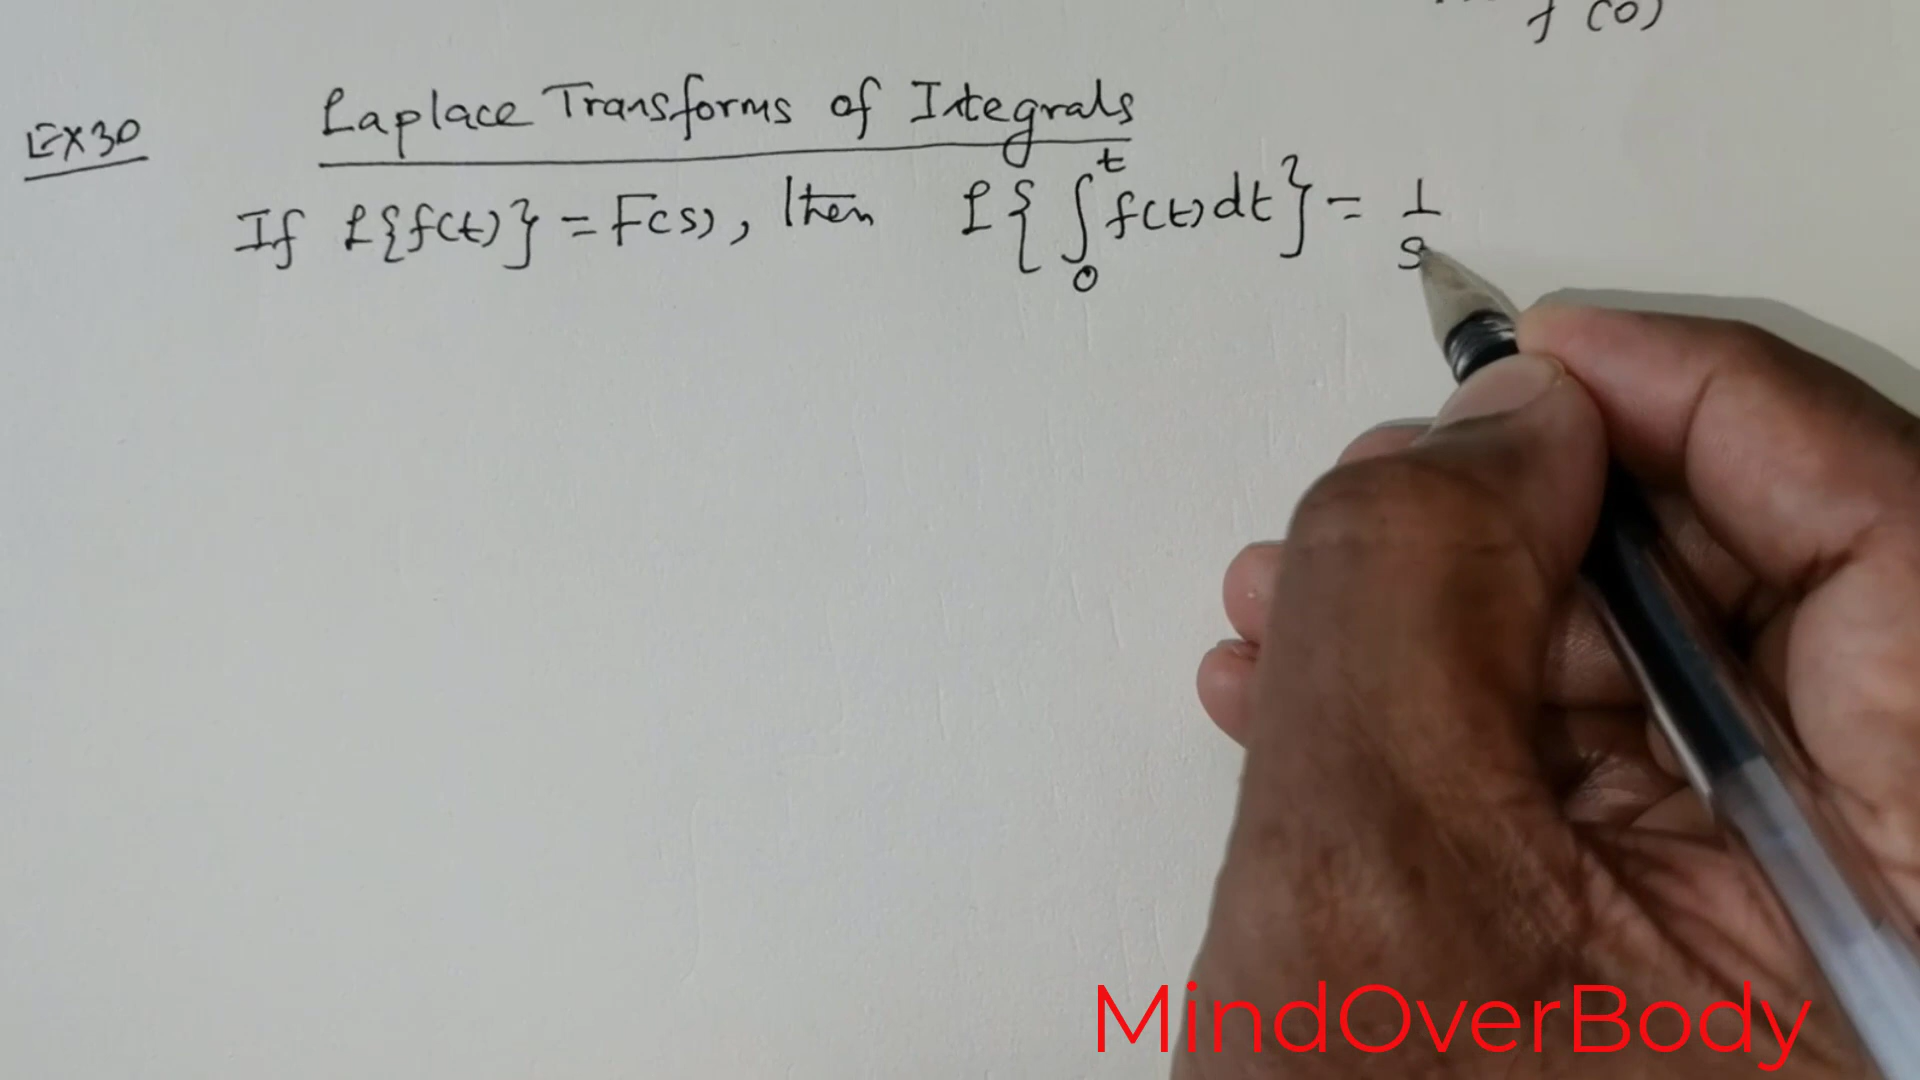 f (0)
Ex30
Laplace Transforms of Integrals
If ℒ{f(t)} = F(s), then ℒ{∫₀ᵗ f(t)dt} = 1/s
MindOverBody